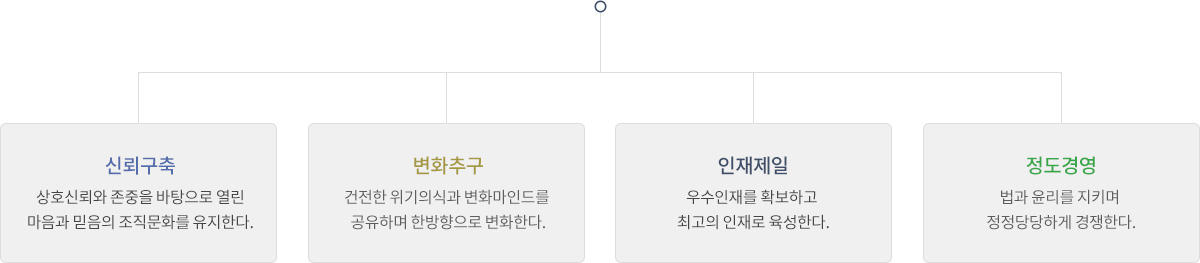 신뢰구축
상호신뢰와 존중을 바탕으로 열린
마음과 믿음의 조직문화를 유지한다.
변화추구
건전한 위기의식과 변화마인드를
공유하며 한방향으로 변화한다.
인재제일
우수인재를 확보하고
최고의 인재로 육성한다.
정도경영
법과 윤리를 지키며
정정당당하게 경쟁한다.